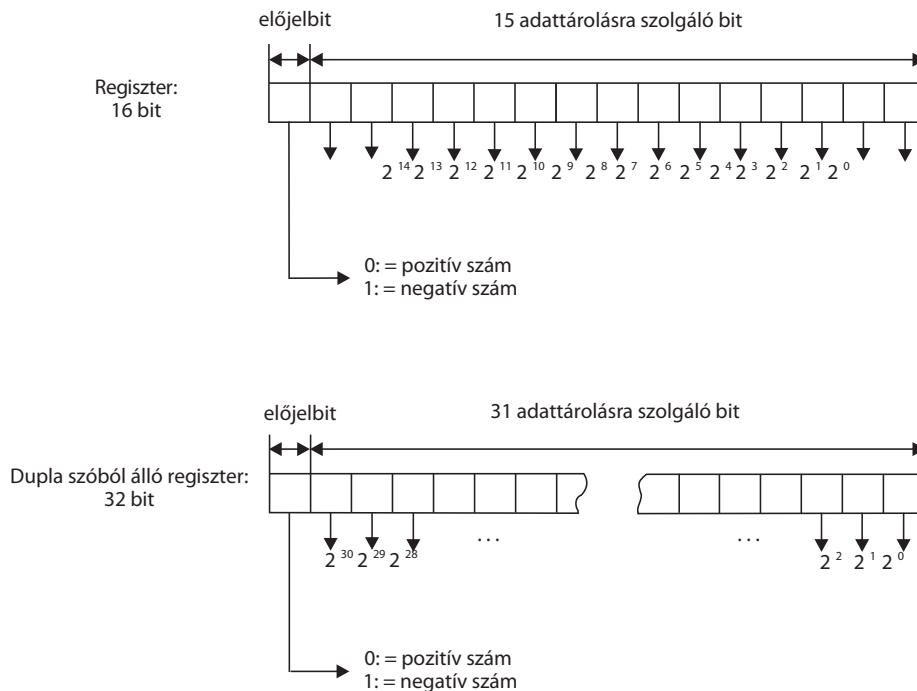 előjelbit 15 adattárolásra szolgáló bit
Regiszter:
16 bit
2^14 2^13 2^12 2^11 2^10 2^9 2^8 2^7 2^6 2^5 2^4 2^3 2^2 2^1 2^0
0: = pozitív szám
1: = negatív szám
előjelbit 31 adattárolásra szolgáló bit
Dupla szóból álló regiszter:
32 bit
... ...
2^30 2^29 2^28 2^2 2^1 2^0
0: = pozitív szám
1: = negatív szám